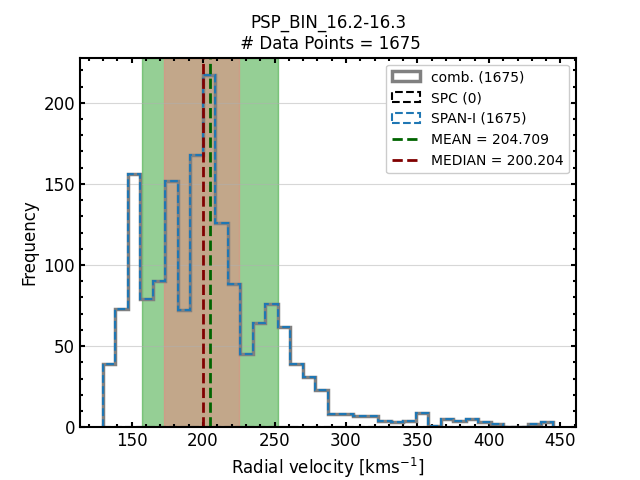 PSP_BIN_16.2-16.3
# Data Points = 1675
comb. (1675)
SPC (0)
SPAN-I (1675)
MEAN = 204.709
MEDIAN = 200.204
Frequency
200
150
100
50
0
150 200 250 300 350 400 450
Radial velocity [kms⁻¹]